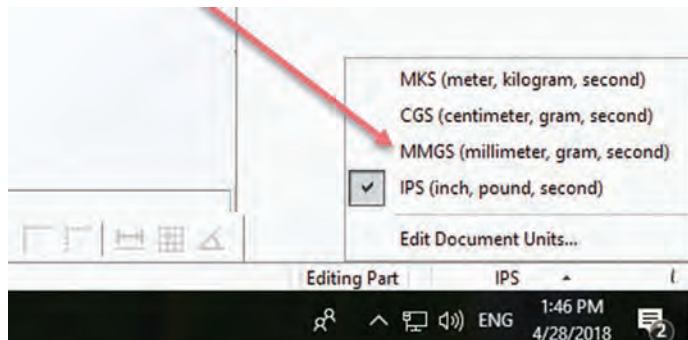 MKS (meter, kilogram, second)
CGS (centimeter, gram, second)
MMGS (millimeter, gram, second)
IPS (inch, pound, second)
Edit Document Units...
Editing Part IPS
ENG 1:46 PM
4/28/2018 2